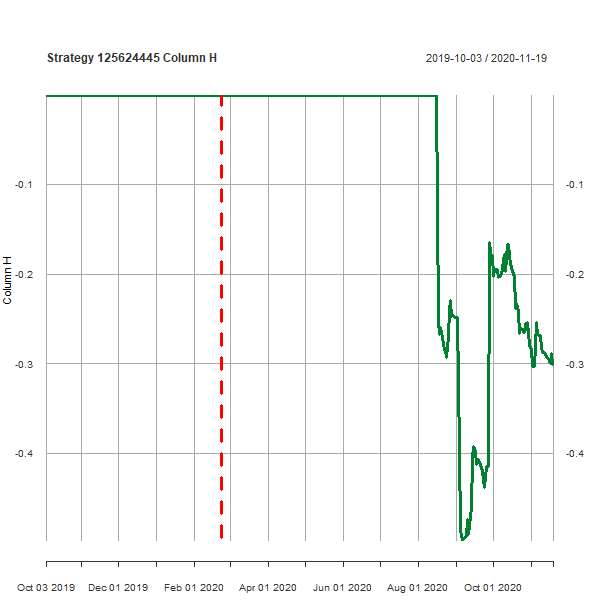 Strategy 125624445 Column H
2019-10-03 / 2020-11-19
-0.1
-0.1
-0.2
-0.2
Column H
-0.3
-0.3
-0.4
-0.4
Oct 03 2019
Dec 01 2019
Feb 01 2020
Apr 01 2020
Jun 01 2020
Aug 01 2020
Oct 01 2020